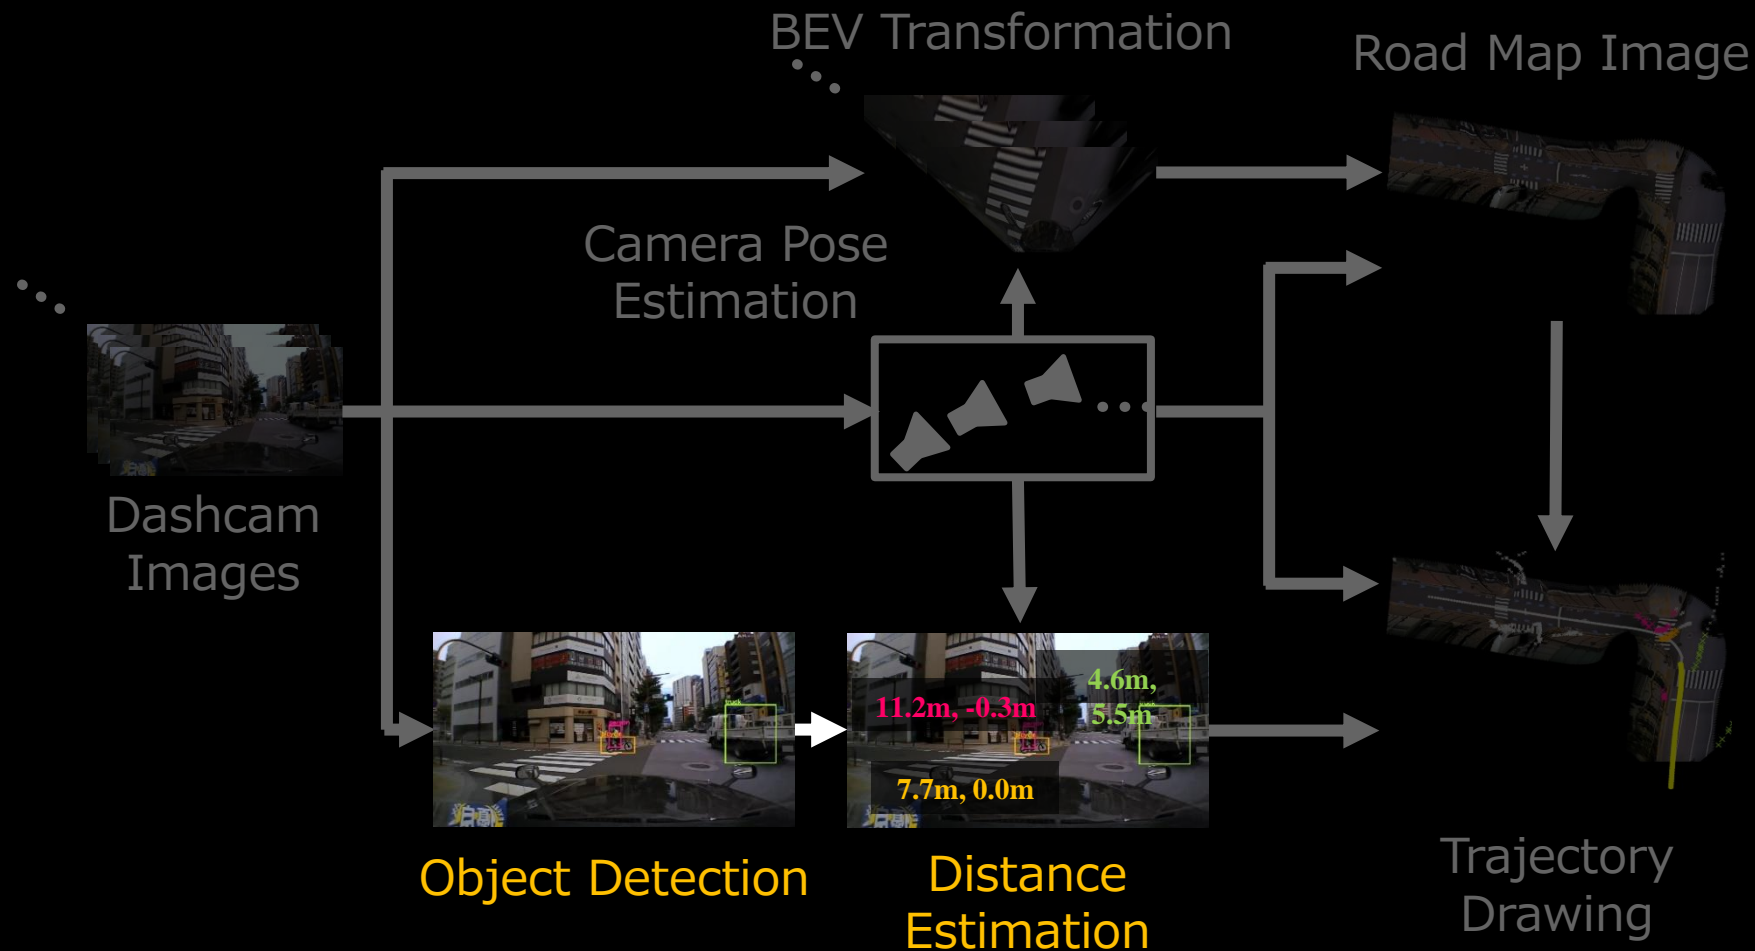 BEV Transformation
Road Map Image
Camera Pose
Estimation
Dashcam
Images
4.6m,
11.2m, -0.3m
5.5m
7.7m, 0.0m
Object Detection
Distance
Estimation
Trajectory
Drawing
truck